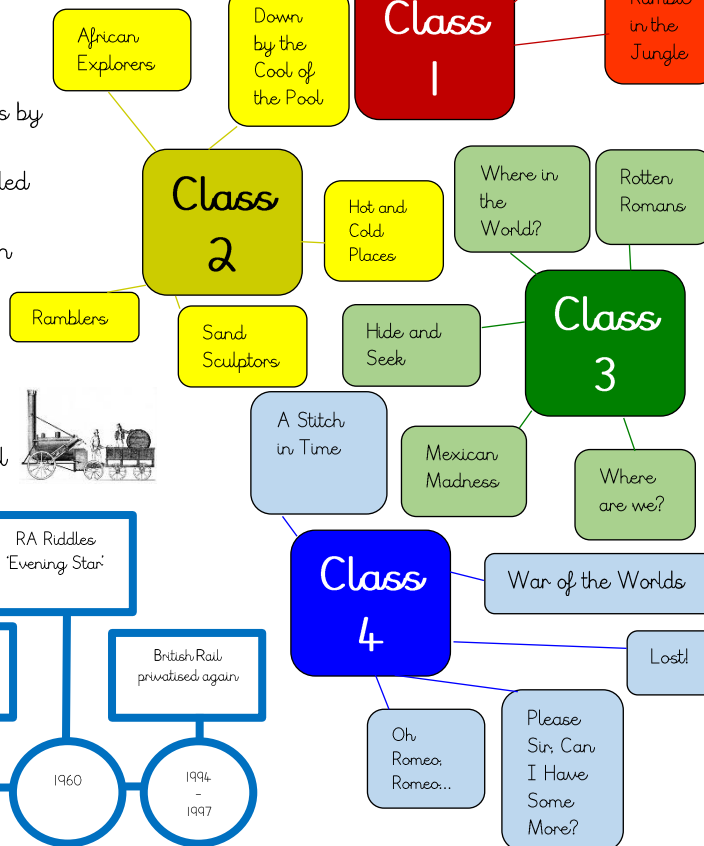 African
Explorers
Down
by the
Cool of
the Pool
Class
1
in the
Jungle
s by
led
Class
2
Hot and
Cold
Places
Where in
the
World?
Rotten
Romans
Ramblers
Sand
Sculptors
Hide and
Seek
Class
3
A Stitch
in Time
Mexican
Madness
Where
are we?
RA Riddles
'Evening Star'
Class
4
War of the Worlds
British Rail
privatised again
Lost!
Oh
Romeo,
Romeo...
Please
Sir, Can
I Have
Some
More?
1960
1994
-
1997